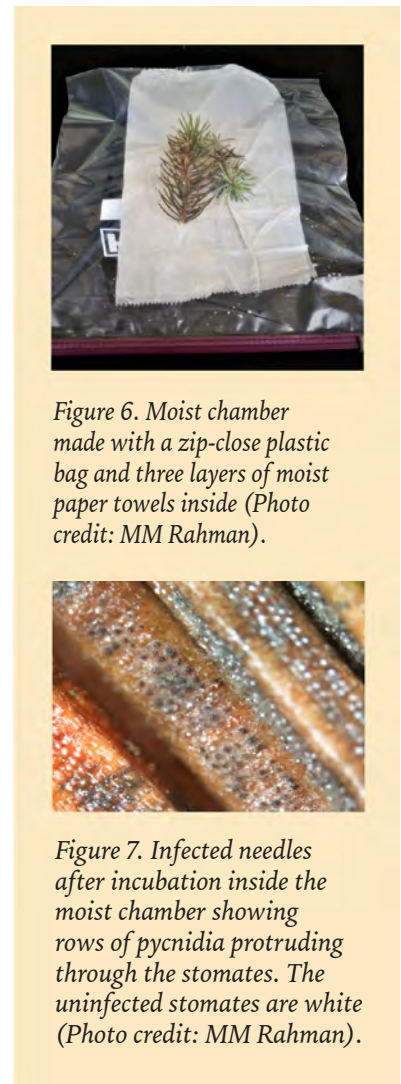 Figure 6. Moist chamber
made with a zip-close plastic
bag and three layers of moist
paper towels inside (Photo
credit: MM Rahman).
Figure 7. Infected needles
after incubation inside the
moist chamber showing
rows of pycnidia protruding
through the stomates. The
uninfected stomates are white
(Photo credit: MM Rahman).